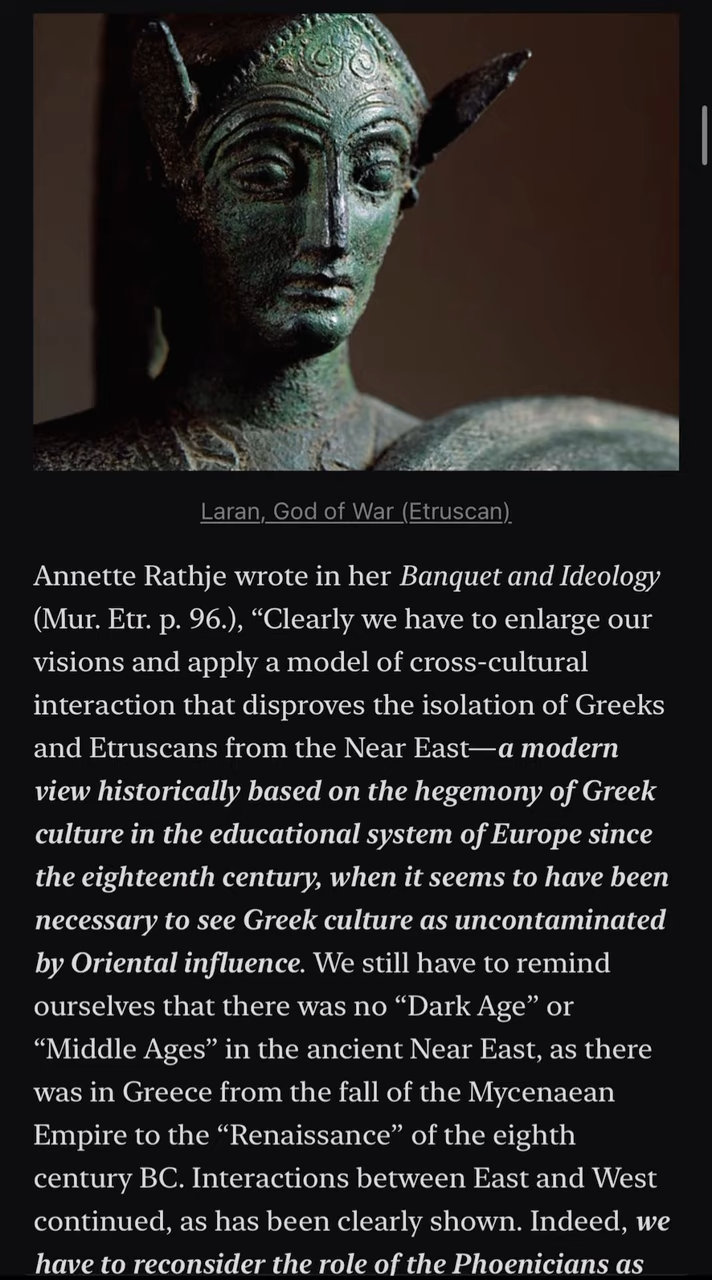 Laran, God of War (Etruscan)
Annette Rathje wrote in her Banquet and Ideology
(Mur. Etr. p. 96.), “Clearly we have to enlarge our
visions and apply a model of cross-cultural
interaction that disproves the isolation of Greeks
and Etruscans from the Near East—a modern
view historically based on the hegemony of Greek
culture in the educational system of Europe since
the eighteenth century, when it seems to have been
necessary to see Greek culture as uncontaminated
by Oriental influence. We still have to remind
ourselves that there was no “Dark Age” or
“Middle Ages” in the ancient Near East, as there
was in Greece from the fall of the Mycenaean
Empire to the “Renaissance” of the eighth
century BC. Interactions between East and West
continued, as has been clearly shown. Indeed, we
have to reconsider the role of the Phoenicians as